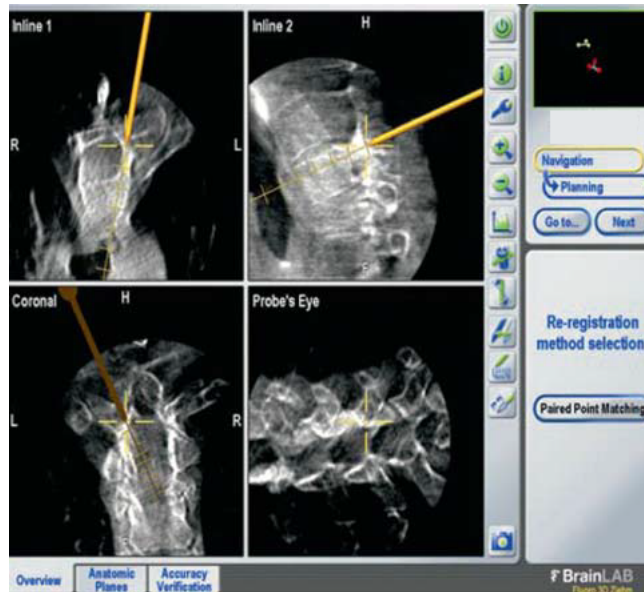 Inline 1
Inline 2
H
R
L
Coronal
H
Probe's Eye
L
R
Navigation
Planning
Go to...
Next
Re-registration
method selection
Paired Point Matching
Overview
Anatomic
Planes
Accuracy
Verification
BrainLAB